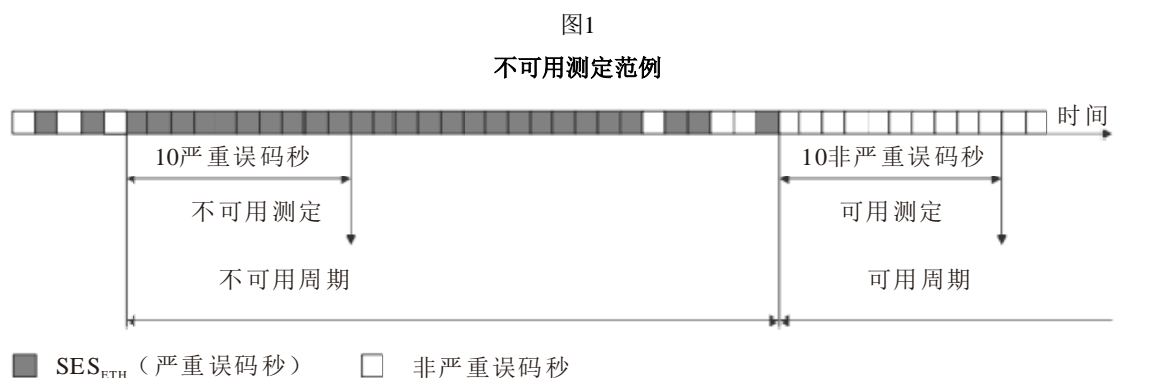 图1
不可用测定范例
时间
10严重误码秒
10非严重误码秒
不可用测定
可用测定
不可用周期
可用周期
SESETH（严重误码秒）
非严重误码秒